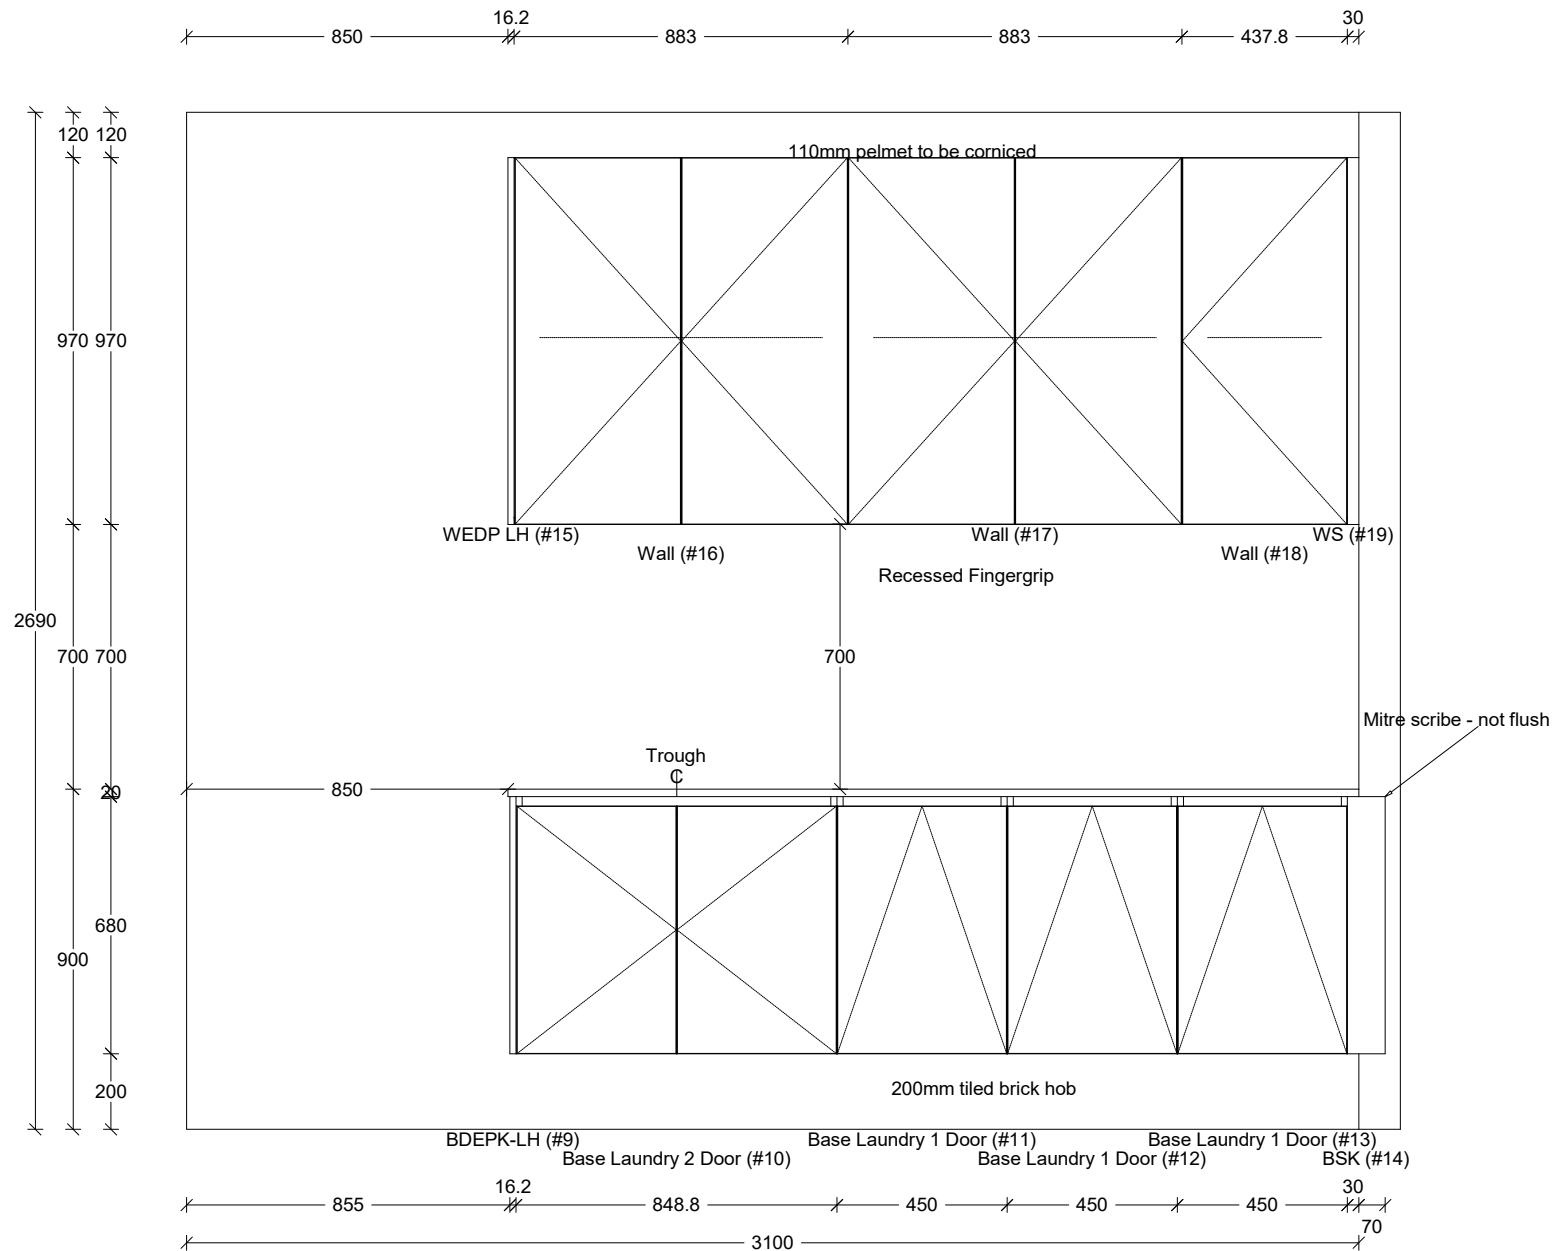 16.2 30
850 883 883 437.8
120 120
110mm pelmet to be corniced
970 970
WEDP LH (#15) Wall (#17) WS (#19)
Wall (#16) Wall (#18)
Recessed Fingergrip
2690
700 700 700
Mitre scribe - not flush
Trough
C
20 850
680
900
200 200mm tiled brick hob
BDEPK-LH (#9) Base Laundry 1 Door (#11) Base Laundry 1 Door (#13)
Base Laundry 2 Door (#10) Base Laundry 1 Door (#12) BSK (#14)
16.2 30
855 848.8 450 450 450
70
3100